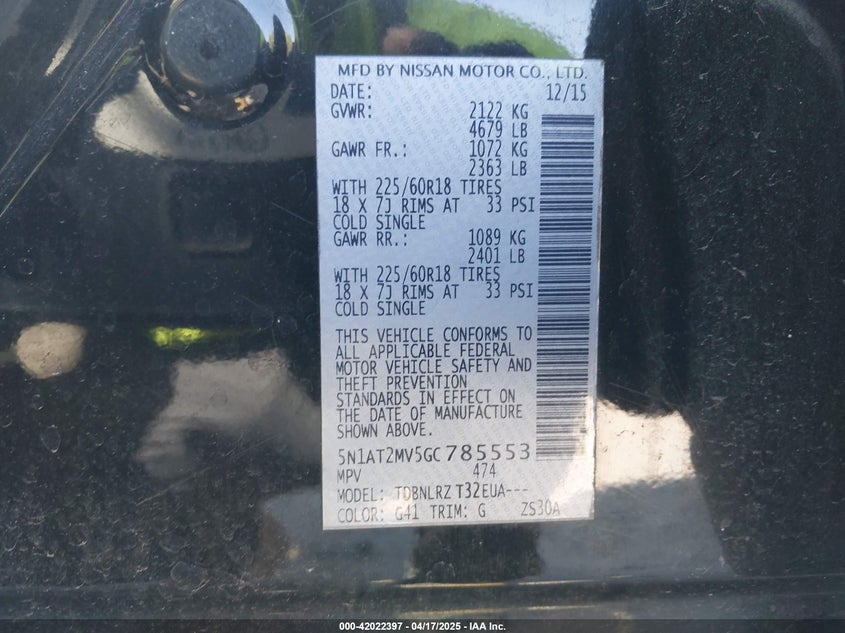 MFD BY NISSAN MOTOR CO., LTD.
DATE: 12/15
GVWR: 2122 KG
4679 LB
GAWR FR.: 1072 KG
2363 LB
WITH 225/60R18 TIRES
18 X 7J RIMS AT 33 PSI
COLD SINGLE
GAWR RR.: 1089 KG
2401 LB
WITH 225/60R18 TIRES
18 X 7J RIMS AT 33 PSI
COLD SINGLE
THIS VEHICLE CONFORMS TO
ALL APPLICABLE FEDERAL
MOTOR VEHICLE SAFETY AND
THEFT PREVENTION
STANDARDS IN EFFECT ON
THE DATE OF MANUFACTURE
SHOWN ABOVE.
5N1AT2MV5GC785553
MPV 474
MODEL: TDBNLRZ T32EUA---
COLOR: G41 TRIM: G ZS30A
000-42022397 - 04/17/2025 - IAA Inc.